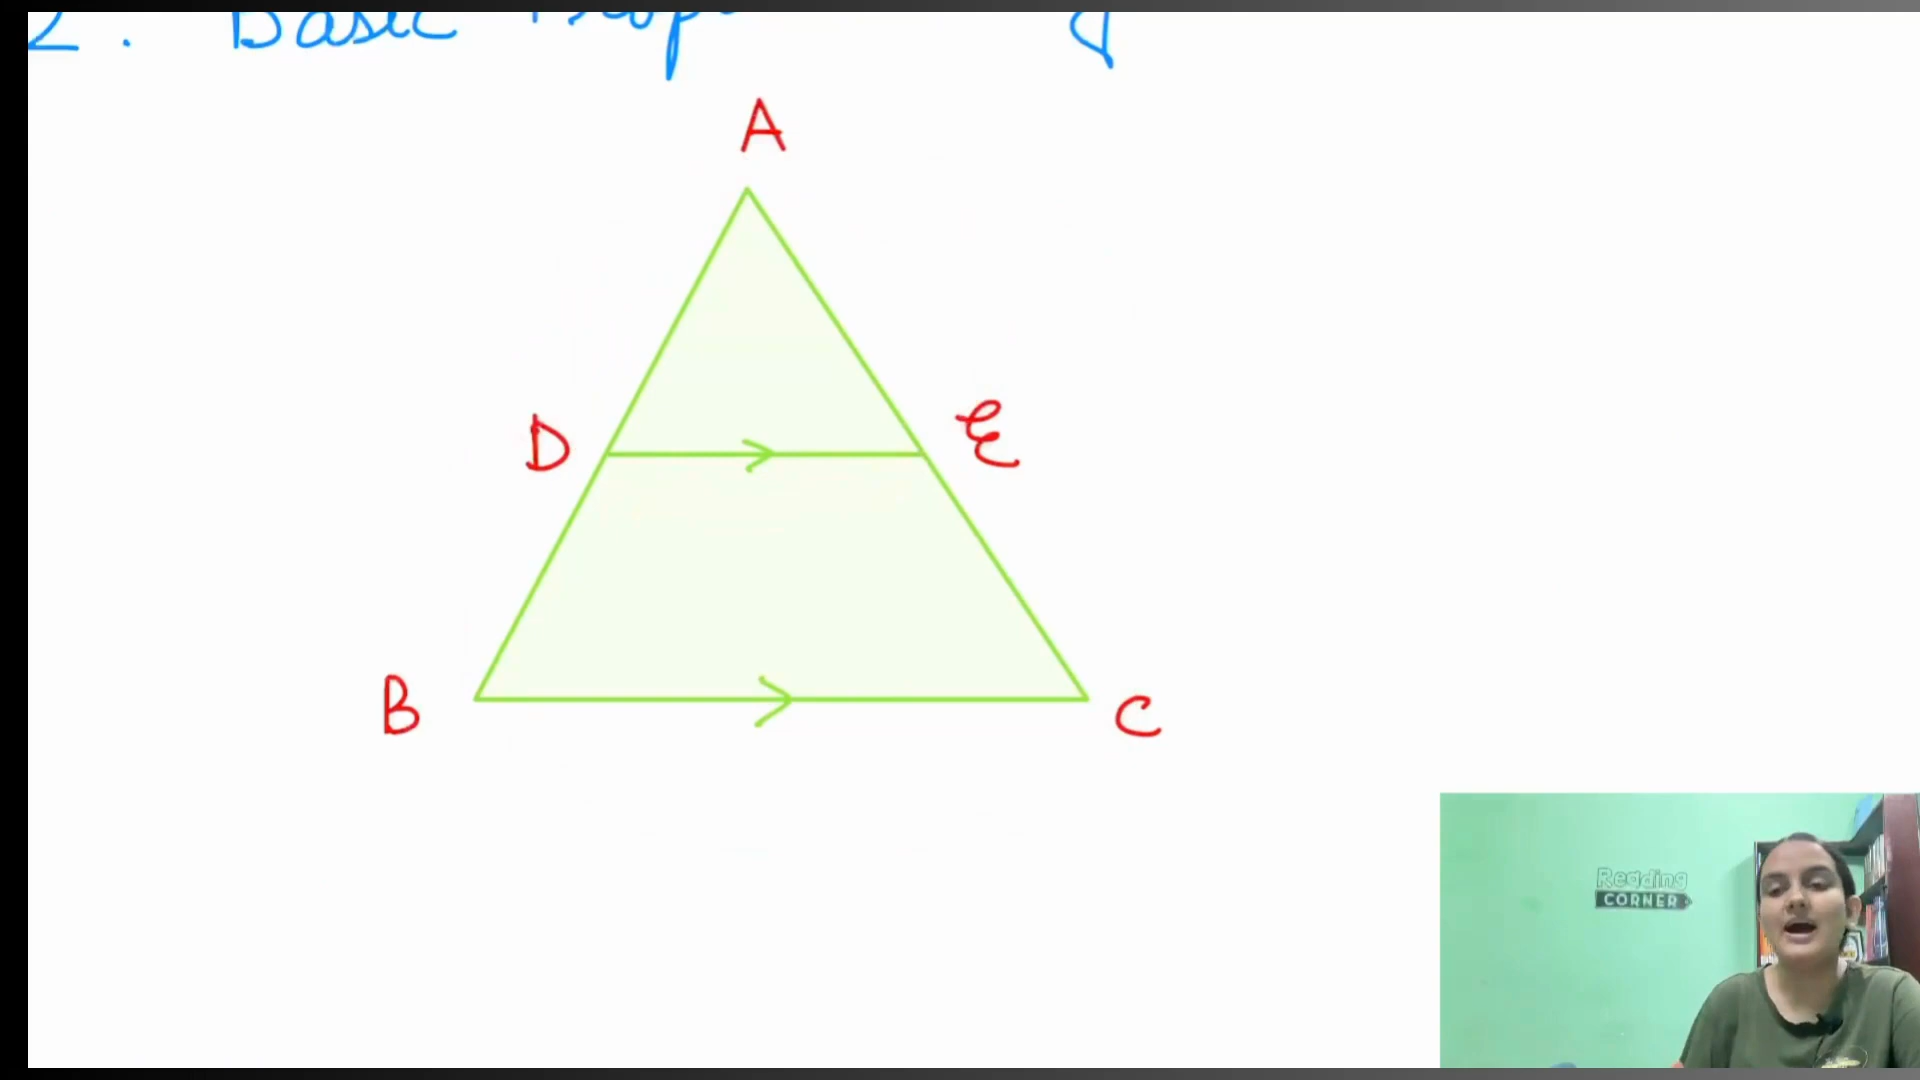 2. Basic
A
D E
B C
Reading
CORNER